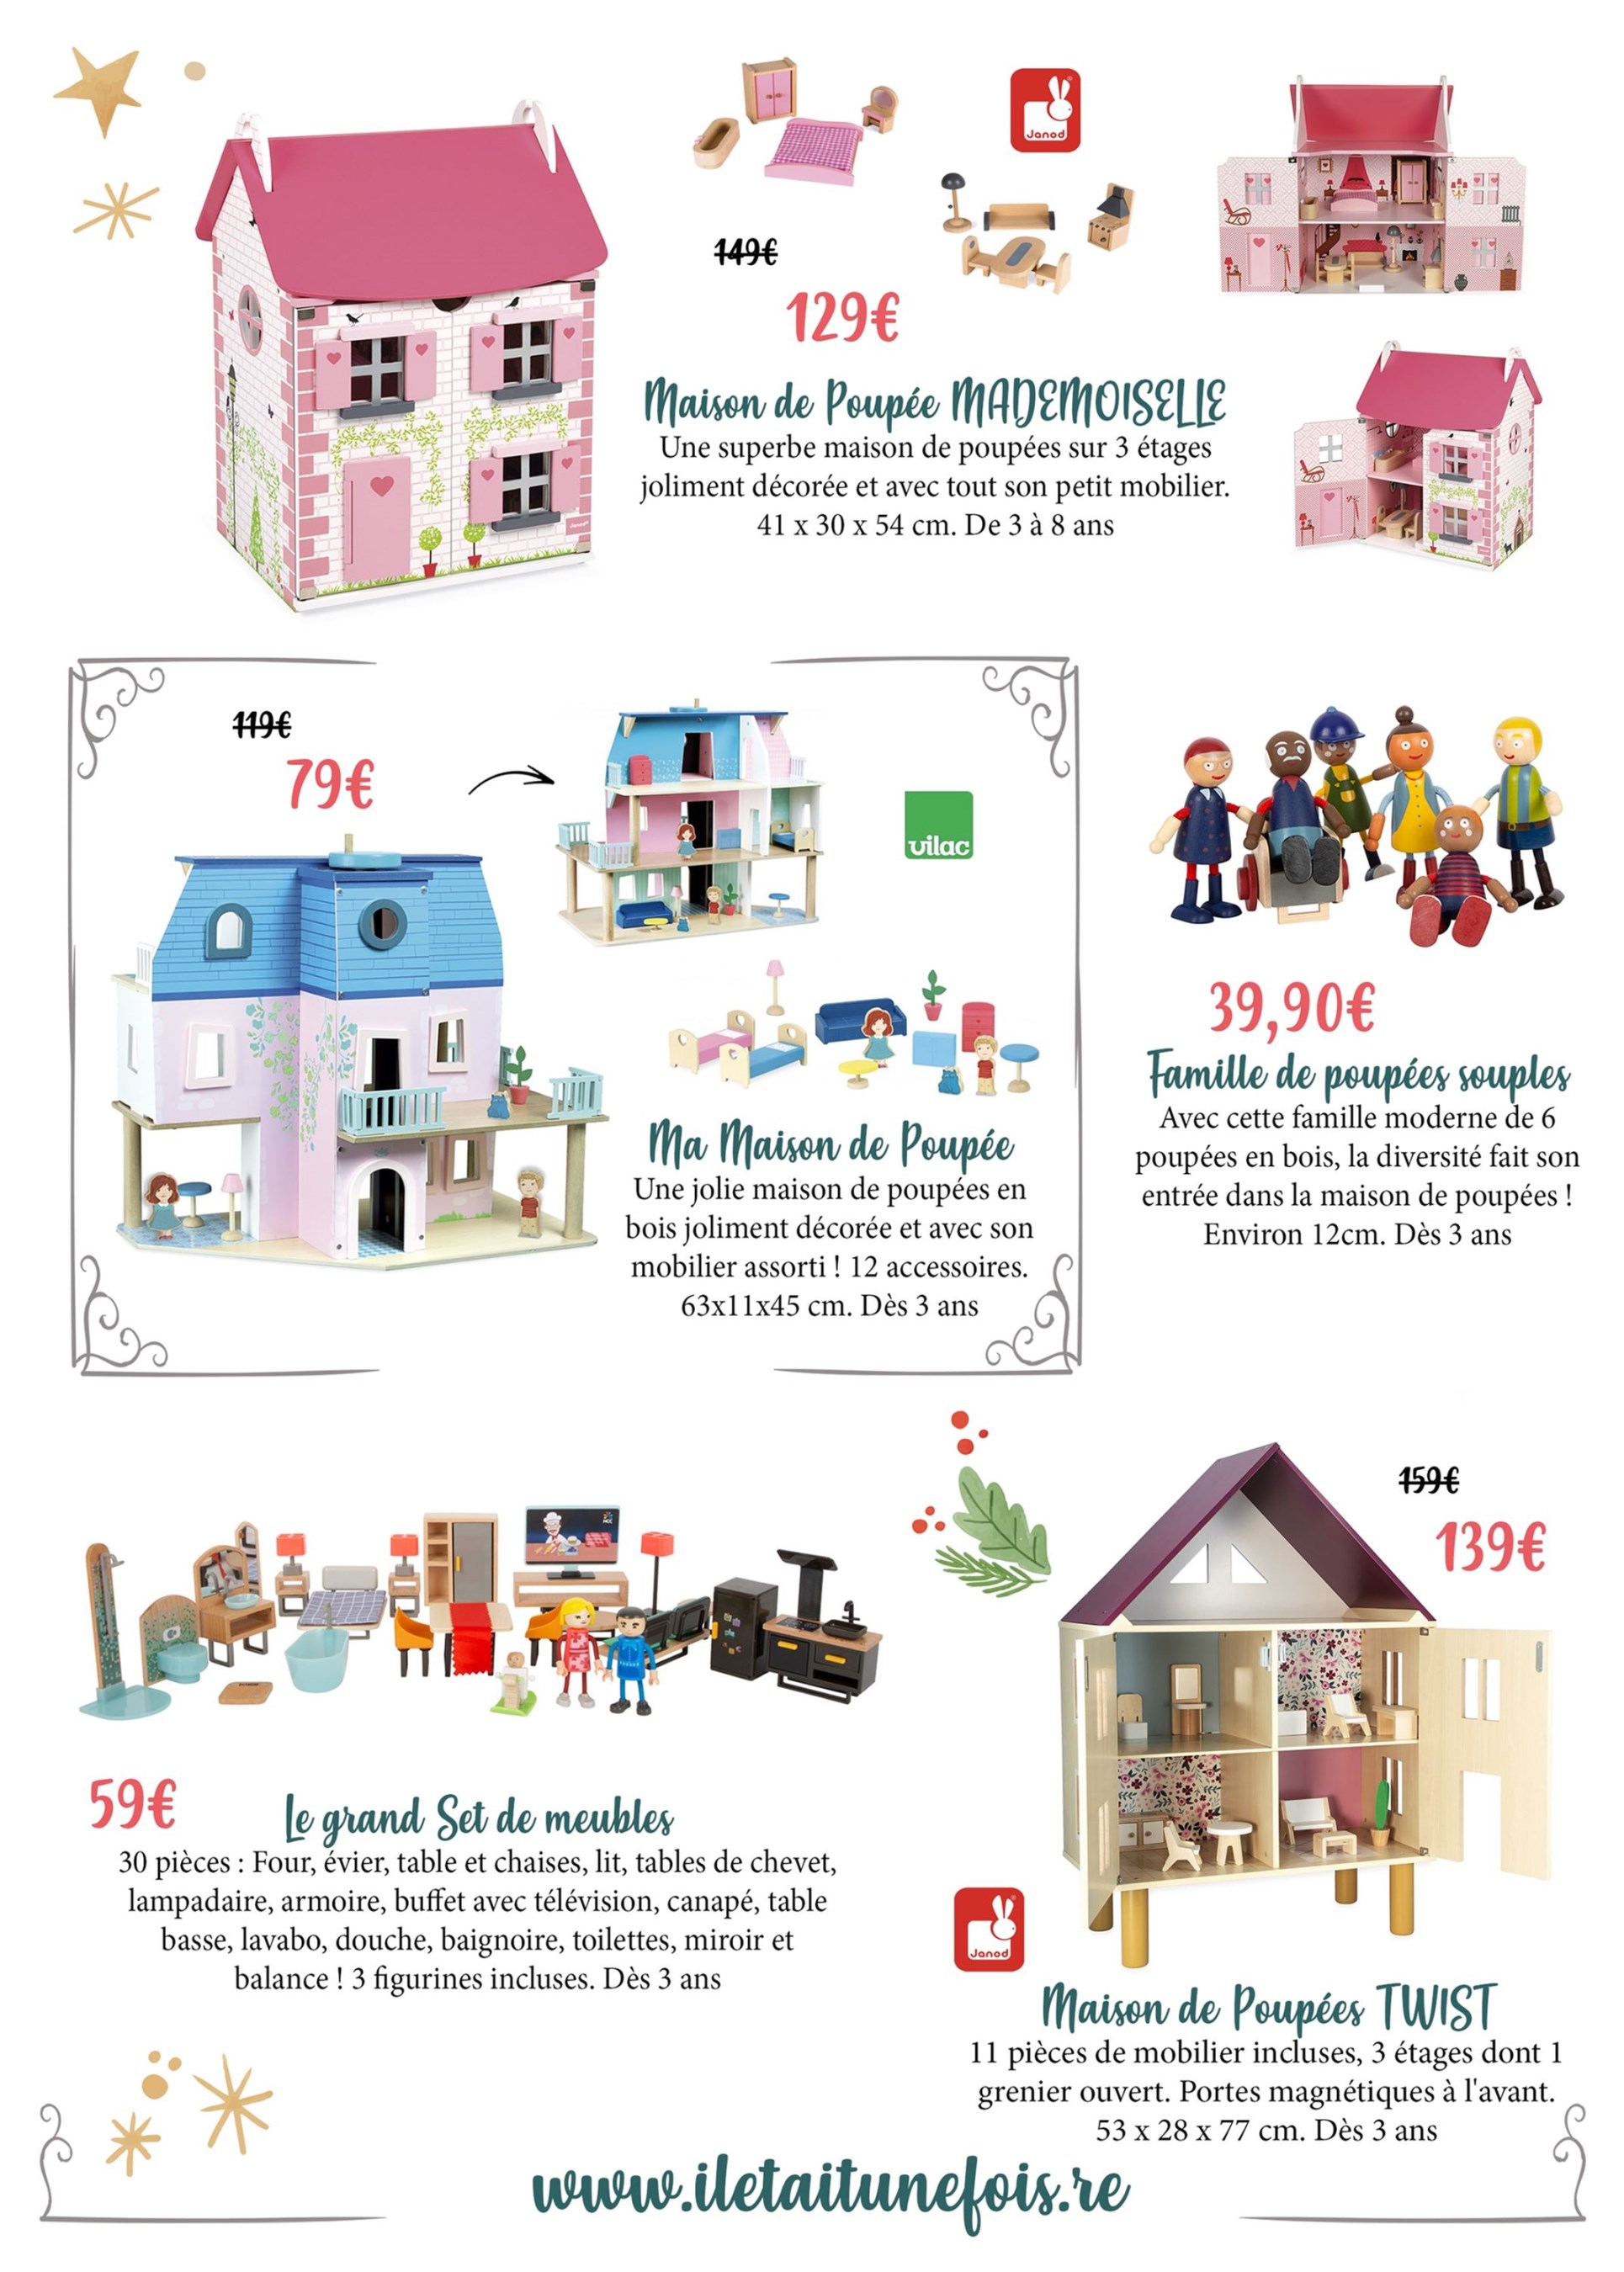 Janod
149€
129€
Maison de Poupée MADEMOISELLE
Une superbe maison de poupées sur 3 étages
joliment décorée et avec tout son petit mobilier.
41 x 30 x 54 cm. De 3 à 8 ans
119€
79€
vilac
Ma Maison de Poupée
Une jolie maison de poupées en
bois joliment décorée et avec son
mobilier assorti ! 12 accessoires.
63x11x45 cm. Dès 3 ans
39,90€
Famille de poupées souples
Avec cette famille moderne de 6
poupées en bois, la diversité fait son
entrée dans la maison de poupées !
Environ 12cm. Dès 3 ans
59€
Le grand Set de meubles
30 pièces : Four, évier, table et chaises, lit, tables de chevet,
lampadaire, armoire, buffet avec télévision, canapé, table
basse, lavabo, douche, baignoire, toilettes, miroir et
balance ! 3 figurines incluses. Dès 3 ans
159€
139€
Janod
Maison de Poupées TWIST
11 pièces de mobilier incluses, 3 étages dont 1
grenier ouvert. Portes magnétiques à l'avant.
53 x 28 x 77 cm. Dès 3 ans
www.iletaitunefois.re